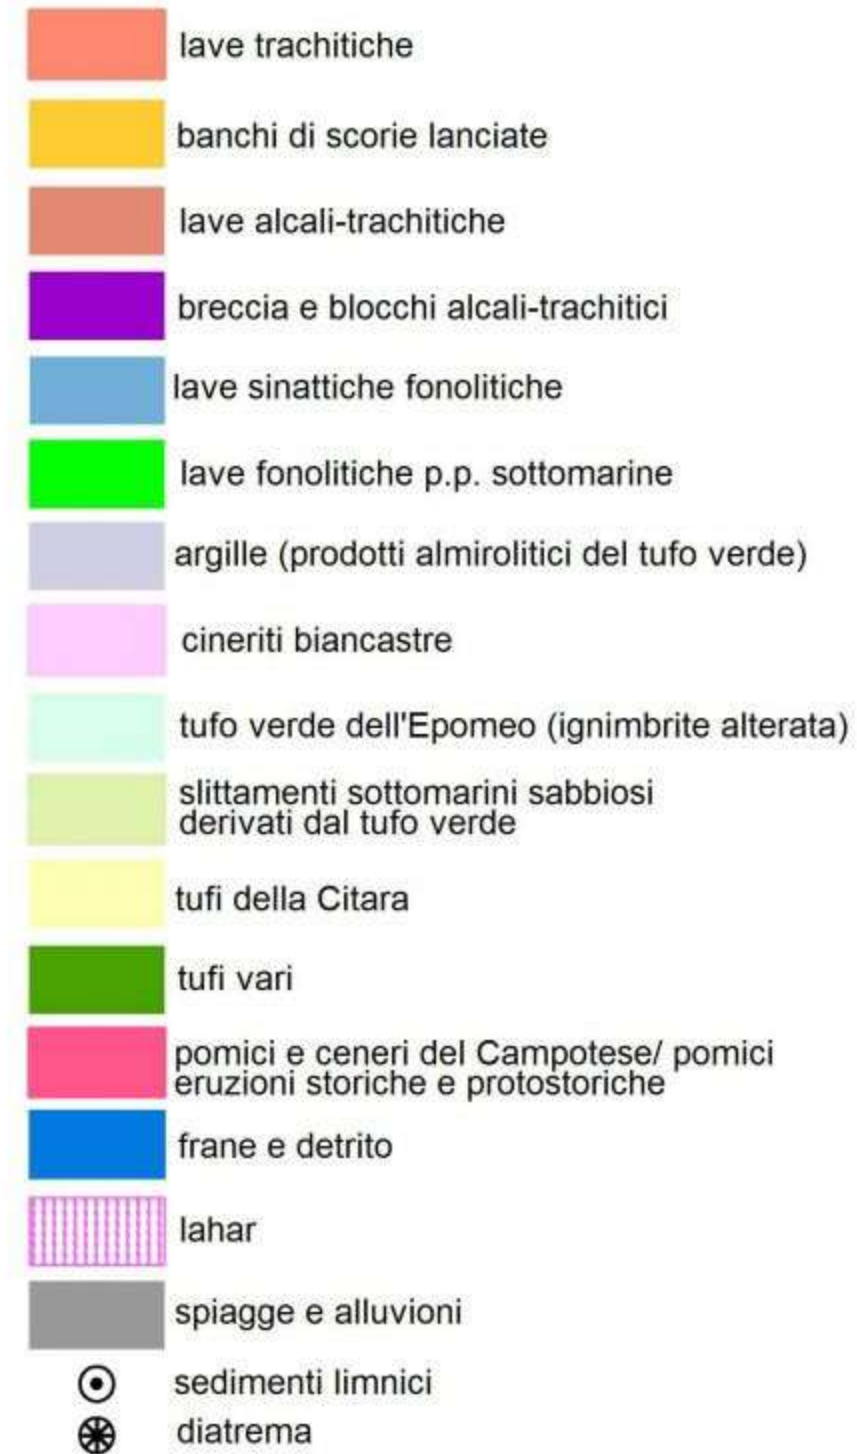 lave trachitiche
banchi di scorie lanciate
lave alcali-trachitiche
breccia e blocchi alcali-trachitici
lave sinattiche fonolitiche
lave fonolitiche p.p. sottomarine
argille (prodotti almirolitici del tufo verde)
cineriti biancastre
tufo verde dell'Epomeo (ignimbrite alterata)
slittamenti sottomarini sabbiosi
derivati dal tufo verde
tufi della Citara
tufi vari
pomici e ceneri del Campotese/ pomici
eruzioni storiche e protostoriche
frane e detrito
lahar
spiagge e alluvioni
sedimenti limnici
diatrema